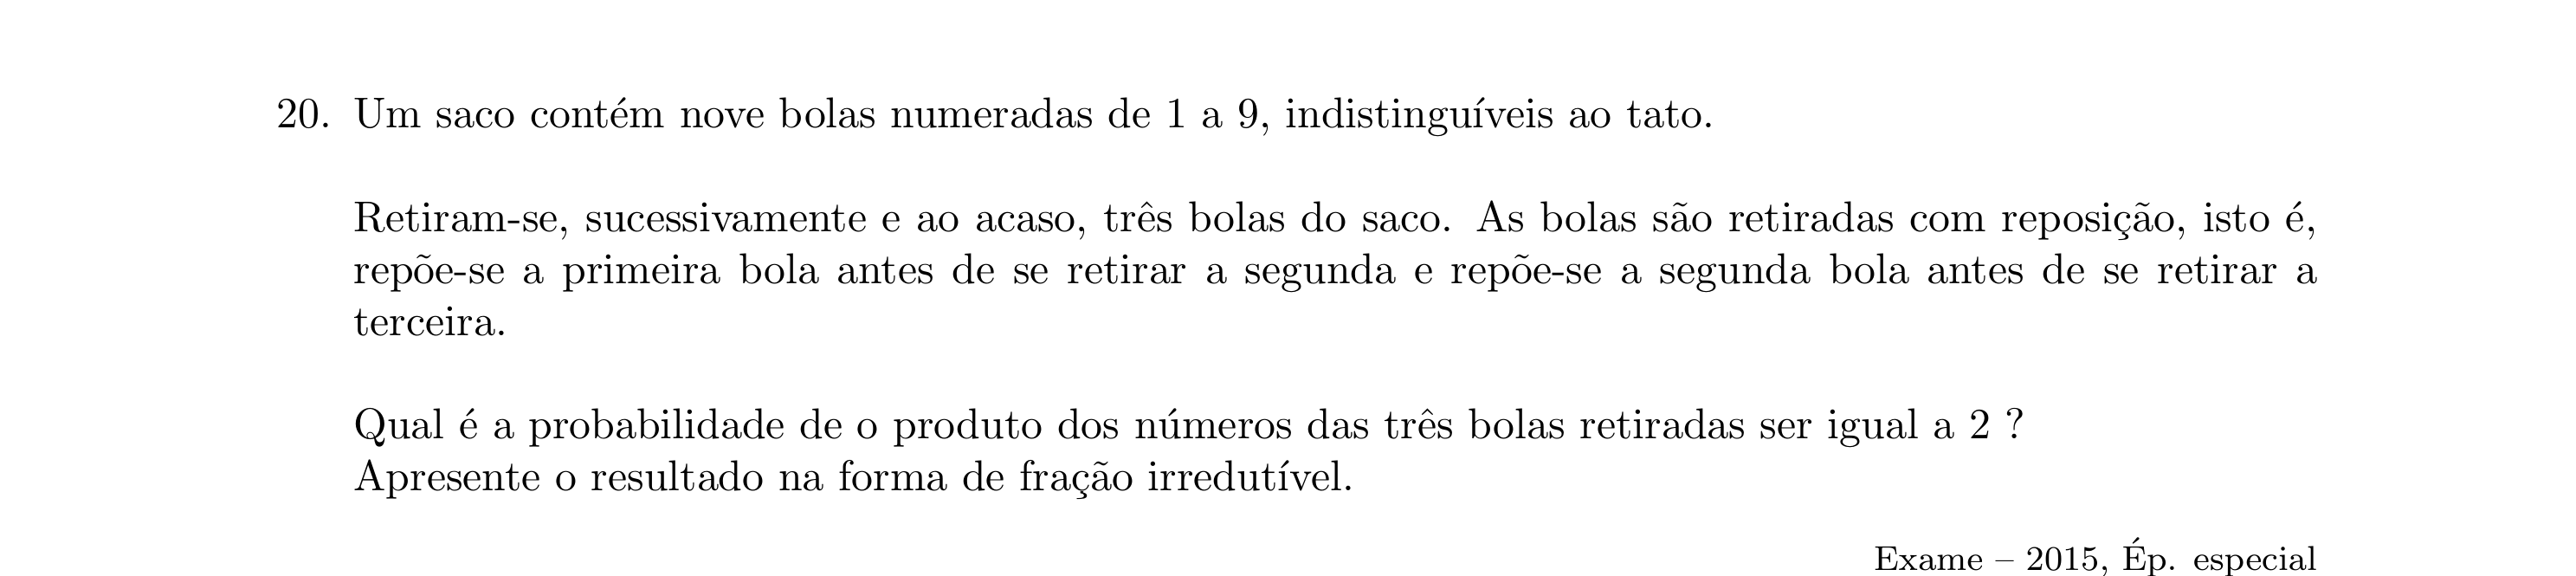 20. Um saco contém nove bolas numeradas de 1 a 9, indistinguíveis ao tato.
Retiram-se, sucessivamente e ao acaso, três bolas do saco. As bolas são retiradas com reposição, isto é,
repõe-se a primeira bola antes de se retirar a segunda e repõe-se a segunda bola antes de se retirar a
terceira.
Qual é a probabilidade de o produto dos números das três bolas retiradas ser igual a 2 ?
Apresente o resultado na forma de fração irredutível.
Exame – 2015, Ép. especial